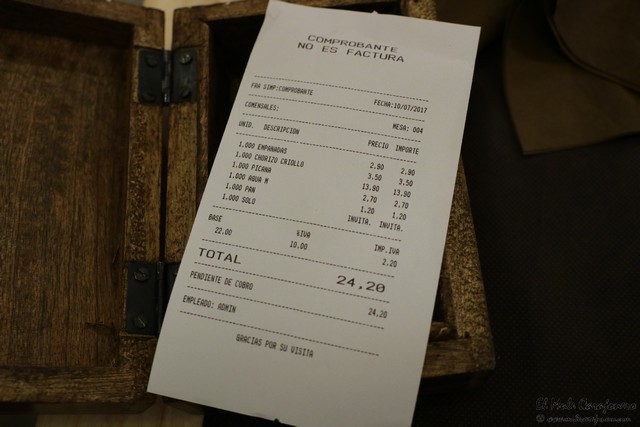 COMPROBANTE
NO ES FACTURA
FRA SIMP:COMPROBANTE FECHA:10/07/2017
COMENSALES: MESA: 004
UNID. DESCRIPCION PRECIO IMPORTE
1.000 EMPANADAS 2.90 2.90
1.000 CHORIZO CRIOLLO 3.50 3.50
1.000 PICANA 13.90 13.90
1.000 AGUA M 2.70 2.70
1.000 PAN 1.20 1.20
1.000 SOLO INVITA. INVITA.
BASE %IVA IMP.IVA
22.00 10.00 2.20
TOTAL 24,20
PENDIENTE DE COBRO 24.20
EMPLEADO: ADMIN
GRACIAS POR SU VISITA